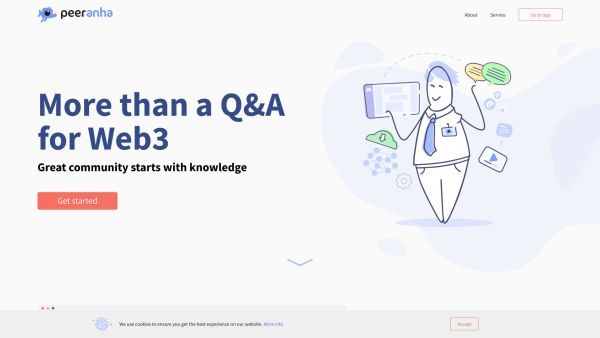 peeranha
About
Service
Go to app
More than a Q&A
for Web3
Great community starts with knowledge
Get started
We use cookies to ensure you get the best experience on our website. More info
Accept